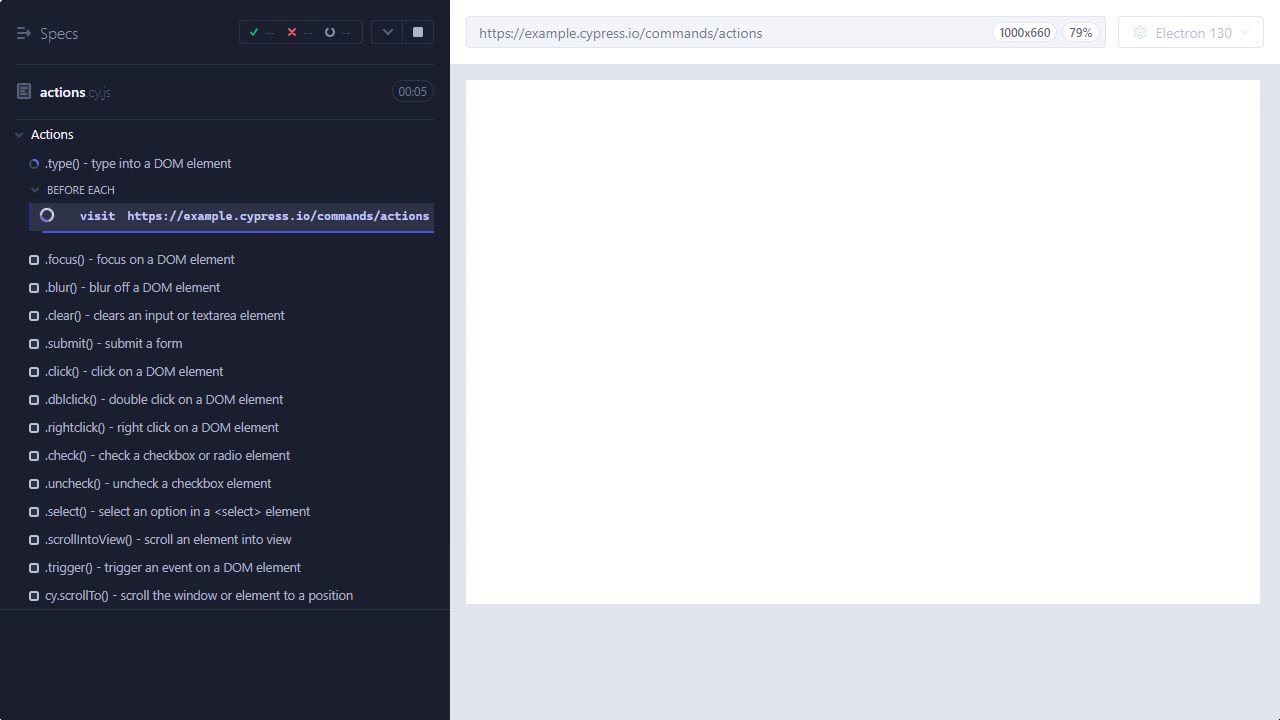 Specs
-- -- --
https://example.cypress.io/commands/actions
1000x660
79%
Electron 130
actions cy.js
00:05
Actions
.type() - type into a DOM element
BEFORE EACH
visit https://example.cypress.io/commands/actions
.focus() - focus on a DOM element
.blur() - blur off a DOM element
.clear() - clears an input or textarea element
.submit() - submit a form
.click() - click on a DOM element
.dblclick() - double click on a DOM element
.rightclick() - right click on a DOM element
.check() - check a checkbox or radio element
.uncheck() - uncheck a checkbox element
.select() - select an option in a <select> element
.scrollIntoView() - scroll an element into view
.trigger() - trigger an event on a DOM element
cy.scrollTo() - scroll the window or element to a position